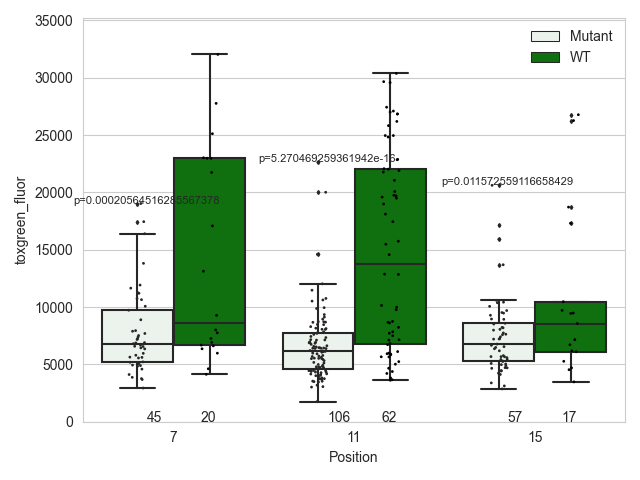 35000
30000
25000
20000
15000
10000
5000
0
toxgreen_fluor
Mutant
WT
p=0.00020564516285567378
p=5.270469259361942e-16
p=0.011572559116658429
45 20 106 62 57 17
7 11 15
Position